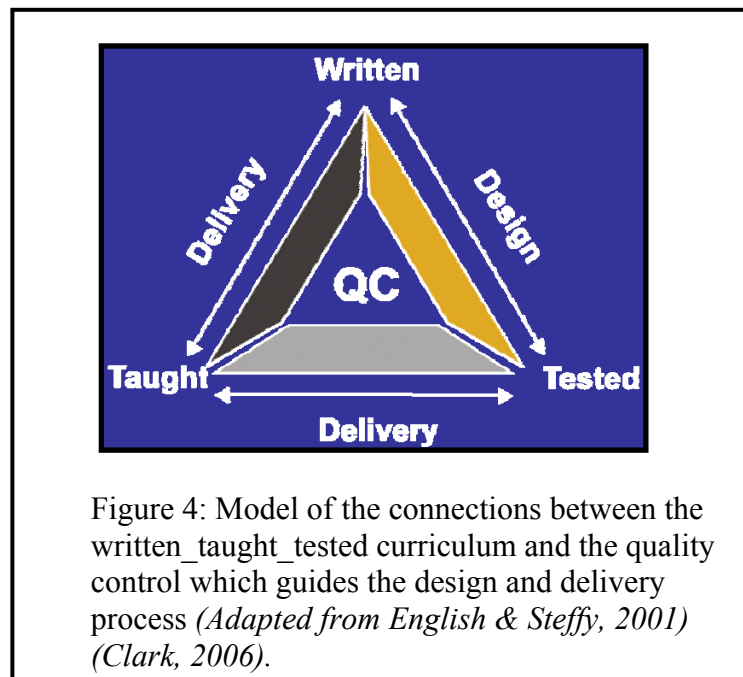 Written
Delivery
Design
QC
Taught
Tested
Delivery
Figure 4: Model of the connections between the
written_taught_tested curriculum and the quality
control which guides the design and delivery
process (Adapted from English & Steffy, 2001)
(Clark, 2006).